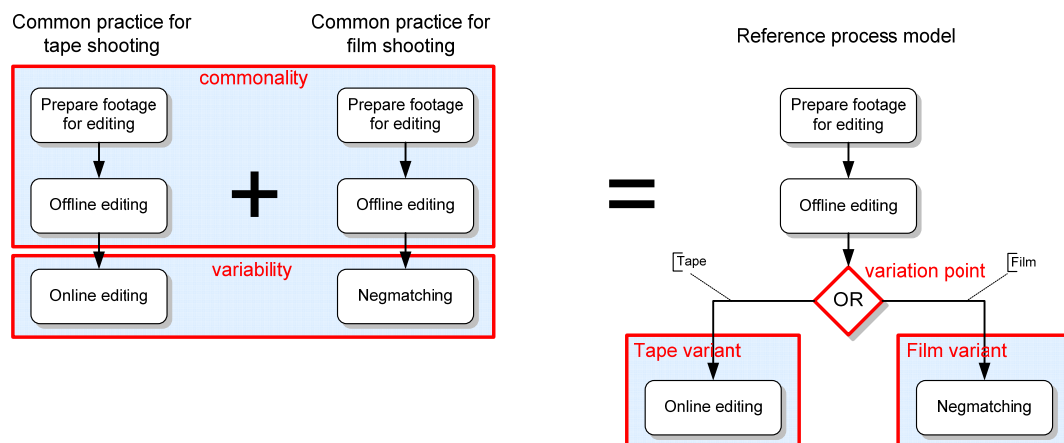 Common practice for
tape shooting
Common practice for
film shooting
commonality
Prepare footage
for editing
Offline editing
Prepare footage
for editing
Offline editing
+
variability
Online editing
Negmatching
=
Reference process model
Prepare footage
for editing
Offline editing
Tape
variation point
Film
OR
Tape variant
Online editing
Film variant
Negmatching